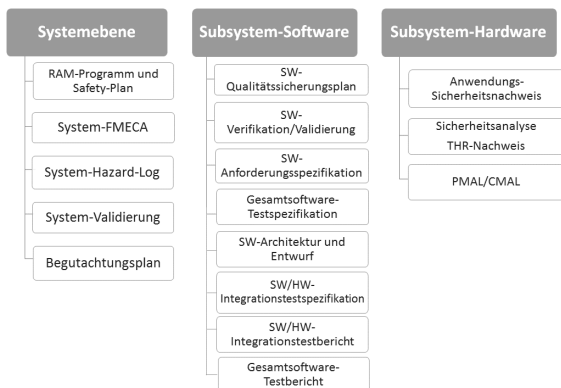 Systemebene
RAM-Programm und
Safety-Plan
System-FMECA
System-Hazard-Log
System-Validierung
Begutachtungsplan
Subsystem-Software
SW-
Qualitätssicherungsplan
SW-
Verifikation/Validierung
SW-
Anforderungsspezifikation
Gesamtsoftware-
Testspezifikation
SW-Architektur und
Entwurf
SW/HW-
Integrationstestspezifikation
SW/HW-
Integrationstestbericht
Gesamtsoftware-
Testbericht
Subsystem-Hardware
Anwendungs-
Sicherheitsnachweis
Sicherheitsanalyse
THR-Nachweis
PMAL/CMAL